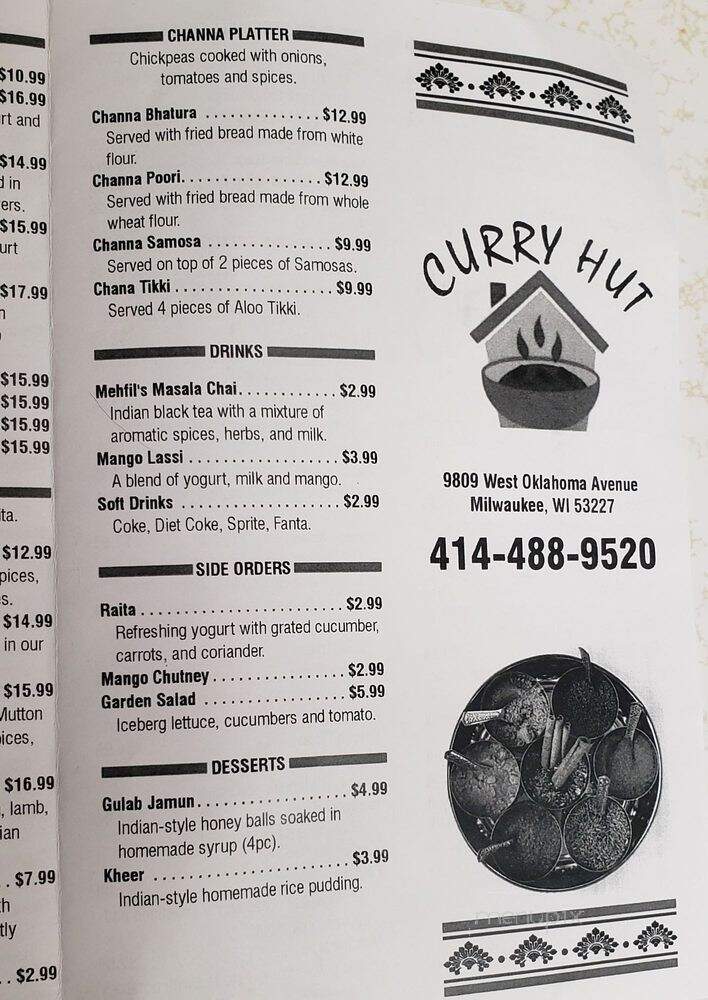 $10.99
$16.99
rt and
$14.99
d in
ers.
$15.99
urt
$17.99
n
$15.99
$15.99
$15.99
$15.99
ita.
$12.99
pices,
s.
$14.99
in our
$15.99
Mutton
pices,
$16.99
, lamb,
ian
. . $7.99
th
tly
. . $2.99
CHANNA PLATTER
Chickpeas cooked with onions,
tomatoes and spices.
Channa Bhatura . . . . . . . . . . . . . . $12.99
Served with fried bread made from white
flour.
Channa Poori. . . . . . . . . . . . . . . . . $12.99
Served with fried bread made from whole
wheat flour.
Channa Samosa . . . . . . . . . . . . . . . $9.99
Served on top of 2 pieces of Samosas.
Chana Tikki . . . . . . . . . . . . . . . . . . . $9.99
Served 4 pieces of Aloo Tikki.
DRINKS
Mehfil's Masala Chai. . . . . . . . . . . . $2.99
Indian black tea with a mixture of
aromatic spices, herbs, and milk.
Mango Lassi . . . . . . . . . . . . . . . . . . $3.99
A blend of yogurt, milk and mango.
Soft Drinks . . . . . . . . . . . . . . . . . . . $2.99
Coke, Diet Coke, Sprite, Fanta.
SIDE ORDERS
Raita . . . . . . . . . . . . . . . . . . . . . . . . $2.99
Refreshing yogurt with grated cucumber,
carrots, and coriander.
Mango Chutney . . . . . . . . . . . . . . . . $2.99
Garden Salad . . . . . . . . . . . . . . . . . $5.99
Iceberg lettuce, cucumbers and tomato.
DESSERTS
Gulab Jamun. . . . . . . . . . . . . . . . . . $4.99
Indian-style honey balls soaked in
homemade syrup (4pc).
Kheer . . . . . . . . . . . . . . . . . . . . . . . $3.99
Indian-style homemade rice pudding.
CURRY HUT
9809 West Oklahoma Avenue
Milwaukee, WI 53227
414-488-9520
menupix